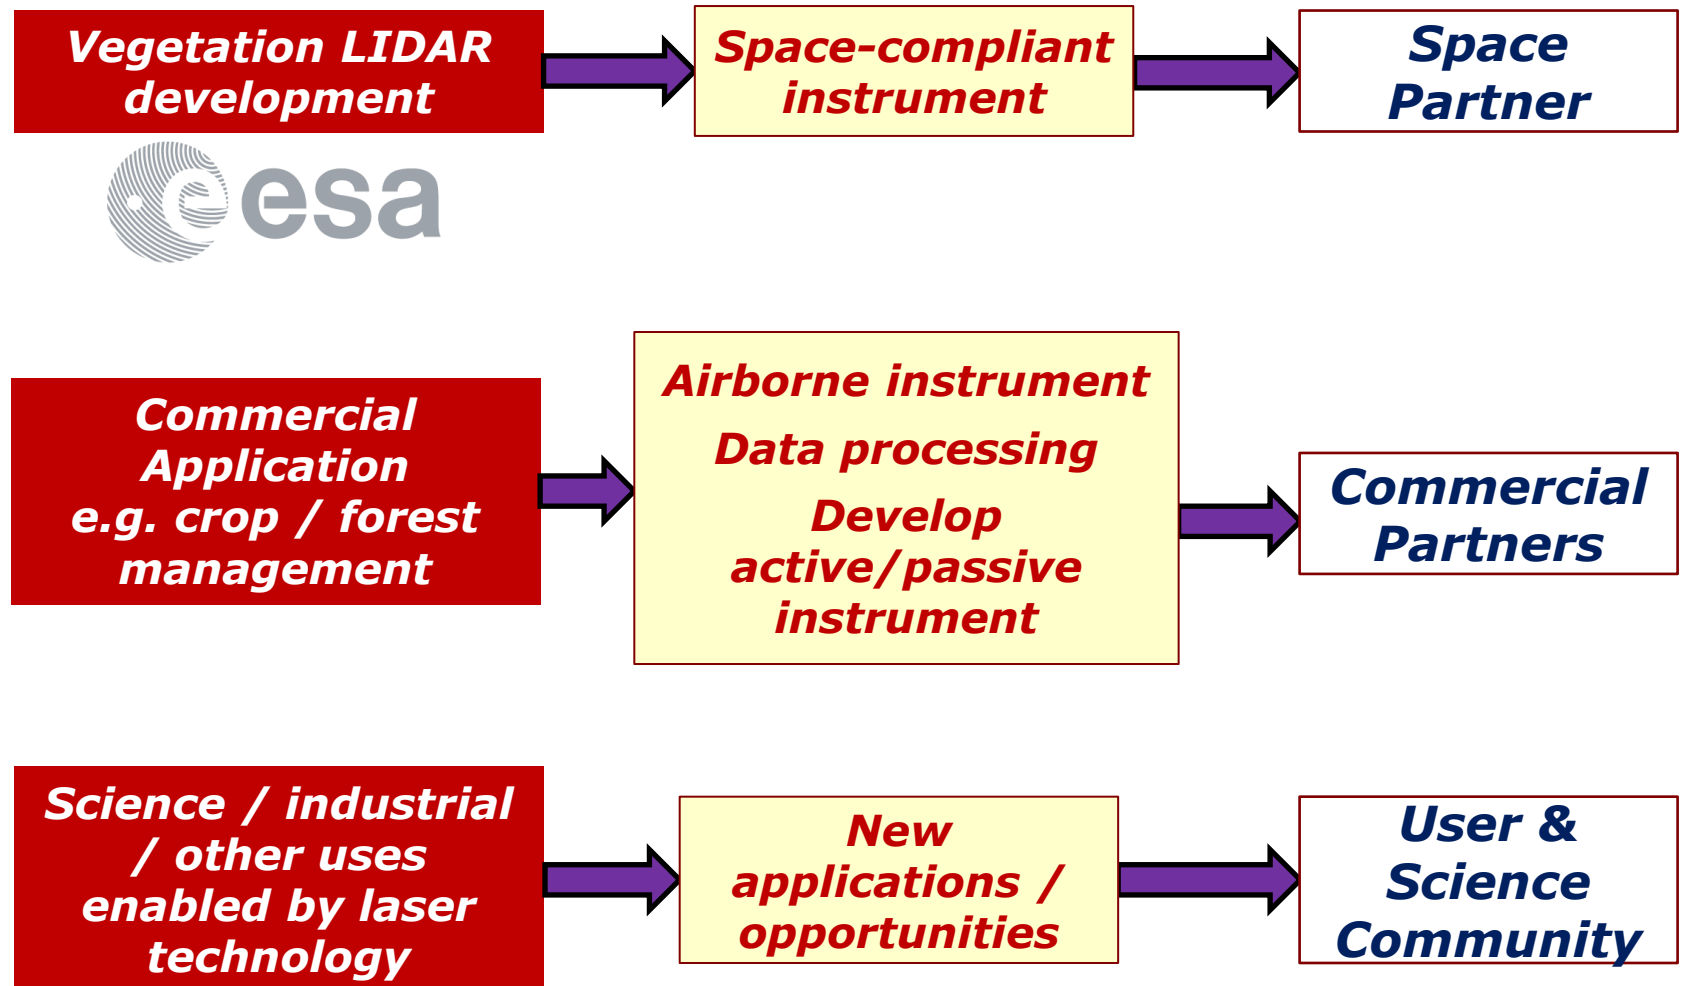 Vegetation LIDAR
development
Space-compliant
instrument
Space
Partner
esa
Commercial
Application
e.g. crop / forest
management
Airborne instrument
Data processing
Develop
active/passive
instrument
Commercial
Partners
Science / industrial
/ other uses
enabled by laser
technology
New
applications /
opportunities
User &
Science
Community